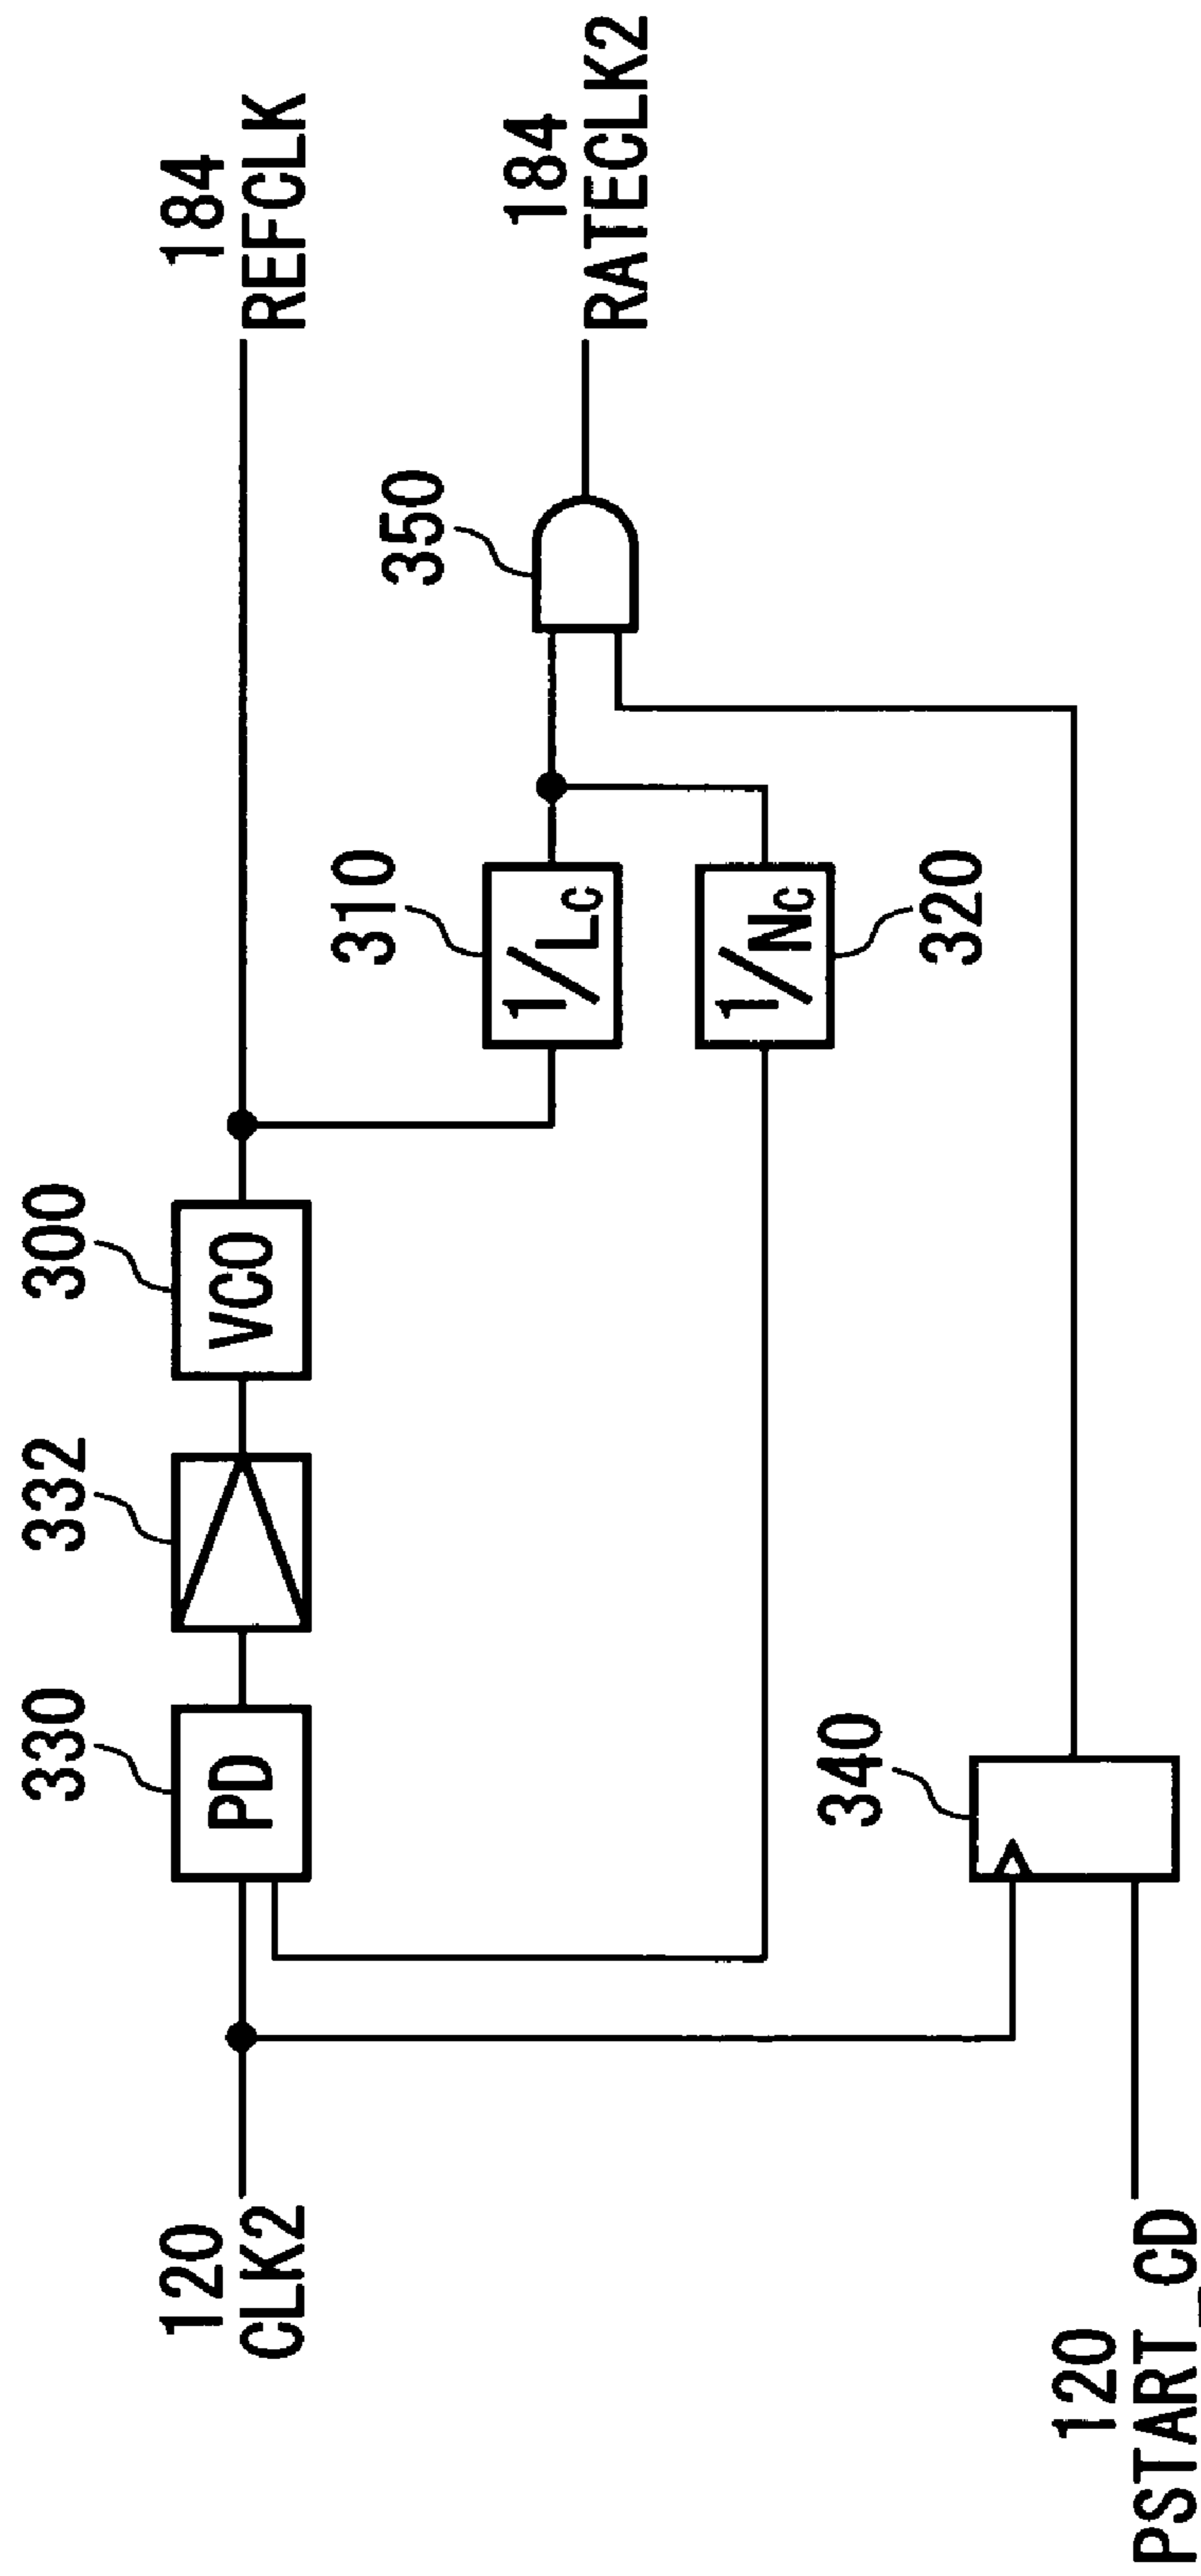 120
CLK2
330
PD
332
300
VCO
184
REFCLK
310
1/LC
320
1/NC
350
184
RATECLK2
340
120
PSTART_CD